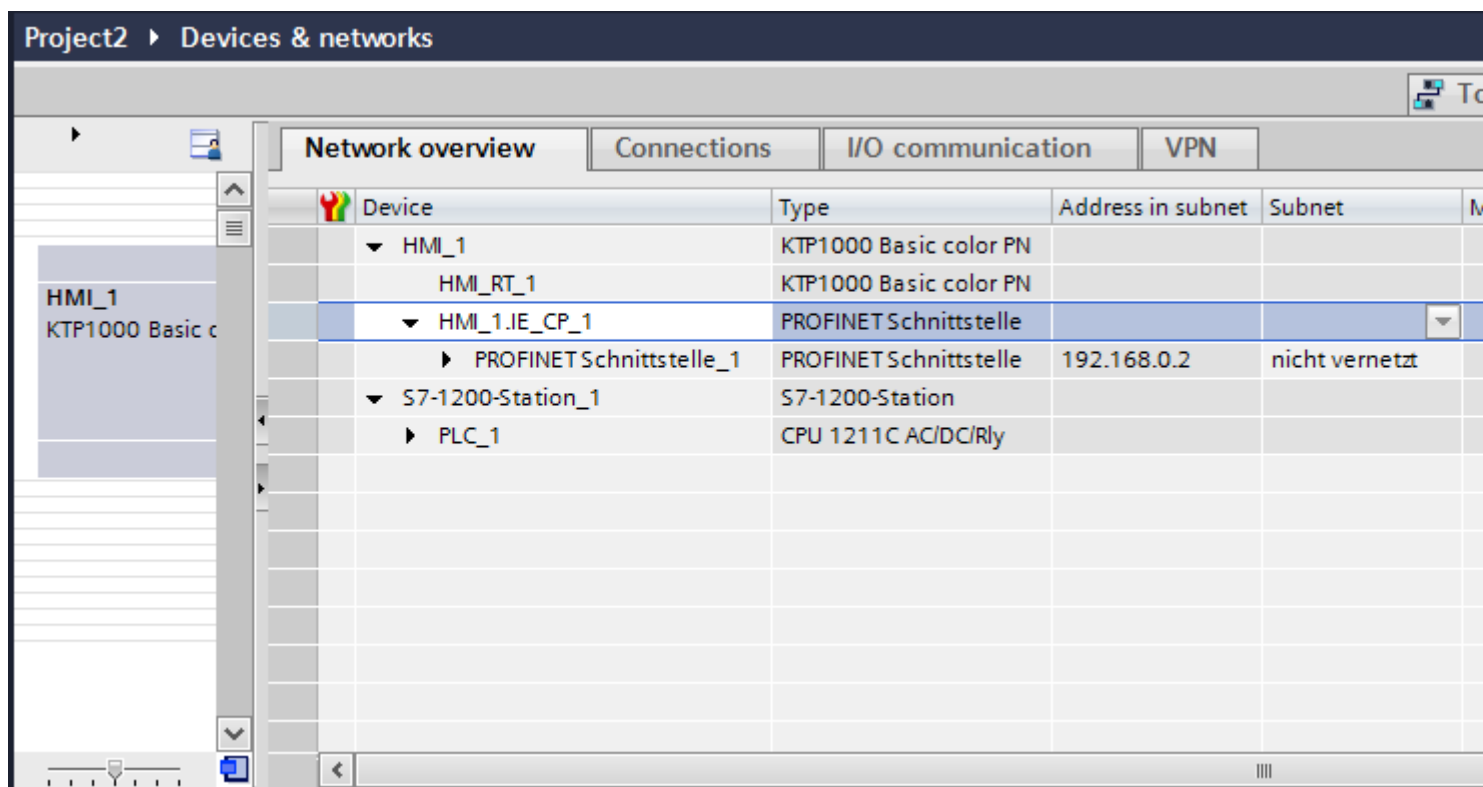 Project2 ▸ Devices & networks
Network overview Connections I/O communication VPN
Device Type Address in subnet Subnet
HMI_1 KTP1000 Basic color PN
HMI_RT_1 KTP1000 Basic color PN
HMI_1.IE_CP_1 PROFINET Schnittstelle
PROFINET Schnittstelle_1 PROFINET Schnittstelle 192.168.0.2 nicht vernetzt
S7-1200-Station_1 S7-1200-Station
PLC_1 CPU 1211C AC/DC/Rly
HMI_1
KTP1000 Basic